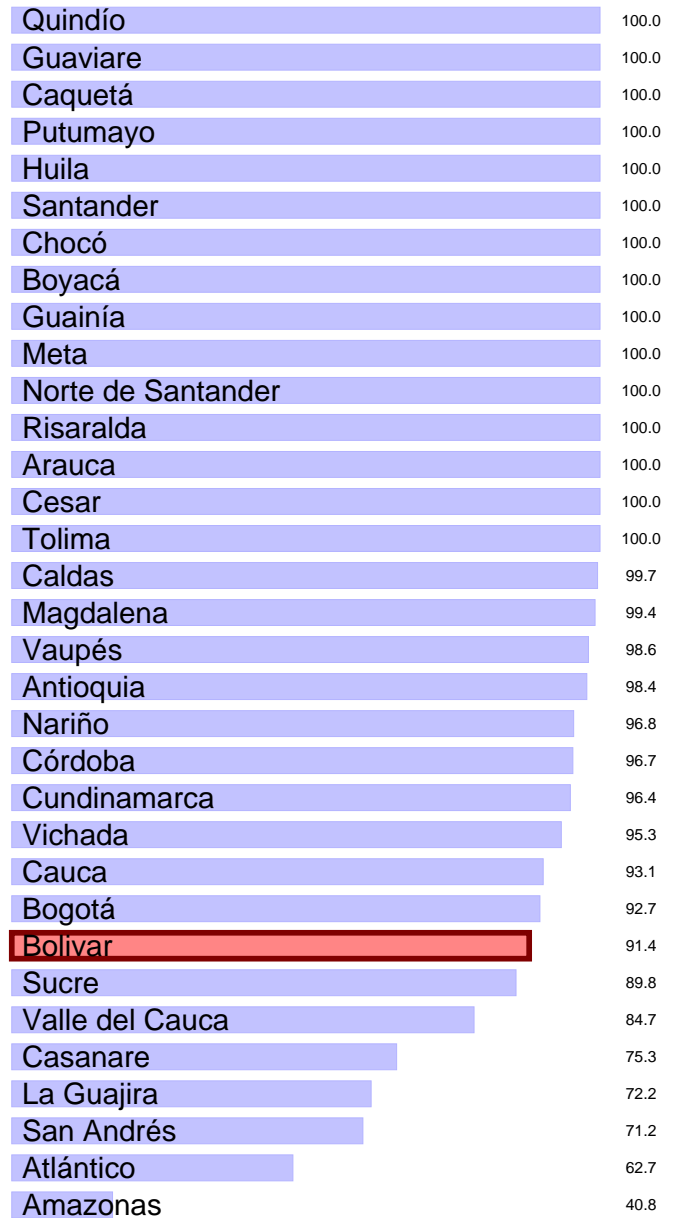 Quindío 100.0
Guaviare 100.0
Caquetá 100.0
Putumayo 100.0
Huila 100.0
Santander 100.0
Chocó 100.0
Boyacá 100.0
Guainía 100.0
Meta 100.0
Norte de Santander 100.0
Risaralda 100.0
Arauca 100.0
Cesar 100.0
Tolima 100.0
Caldas 99.7
Magdalena 99.4
Vaupés 98.6
Antioquia 98.4
Nariño 96.8
Córdoba 96.7
Cundinamarca 96.4
Vichada 95.3
Cauca 93.1
Bogotá 92.7
Bolivar 91.4
Sucre 89.8
Valle del Cauca 84.7
Casanare 75.3
La Guajira 72.2
San Andrés 71.2
Atlántico 62.7
Amazonas 40.8